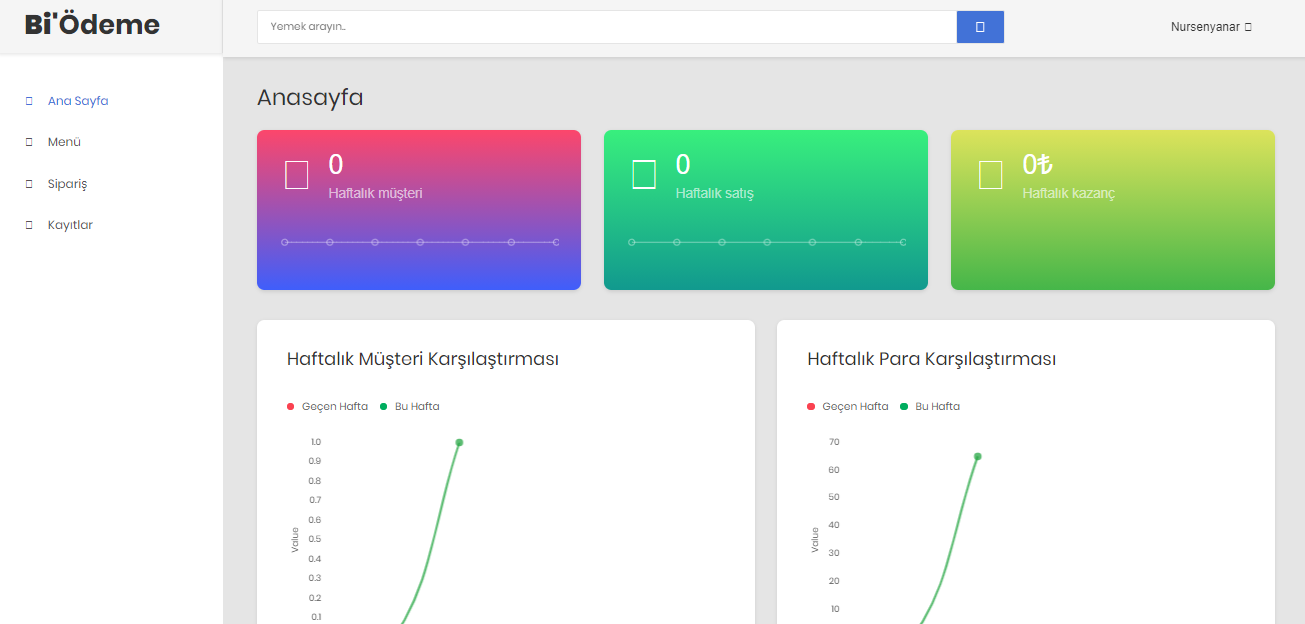 Bi'Ödeme
Yemek arayın..
Nursenyanar
Ana Sayfa
Menü
Sipariş
Kayıtlar
Anasayfa
0
Haftalık müşteri
0
Haftalık satış
0₺
Haftalık kazanç
Haftalık Müşteri Karşılaştırması
Geçen Hafta Bu Hafta
1.0
0.9
0.8
0.7
0.6
0.5
0.4
0.3
0.2
0.1
Value
Haftalık Para Karşılaştırması
Geçen Hafta Bu Hafta
70
60
50
40
30
20
10
Value